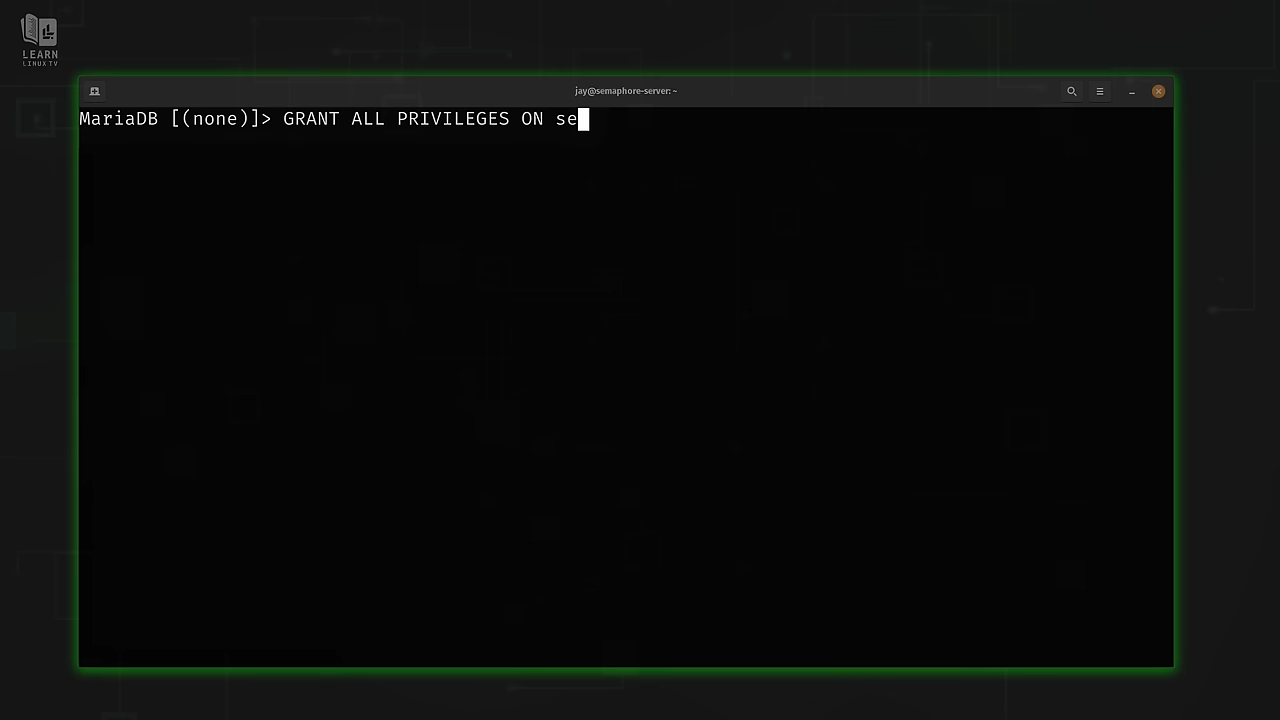 LEARN
LINUX TV
jay@semaphore-server: ~
MariaDB [(none)]> GRANT ALL PRIVILEGES ON se